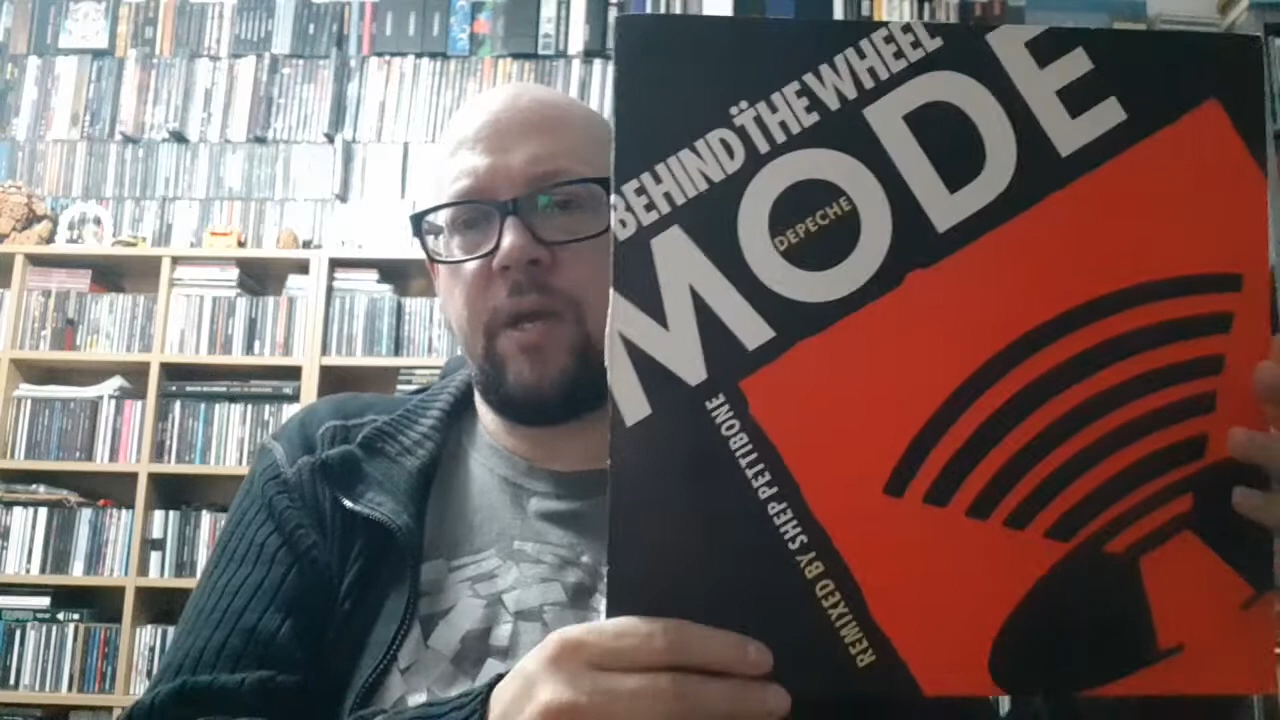 BEHIND THE WHEEL
MODE
DEPECHE
REMIXED BY SHEP PETTIBONE